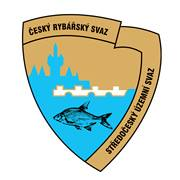 ČESKÝ RYBÁŘSKÝ SVAZ
STŘEDOČESKÝ ÚZEMNÍ SVAZ